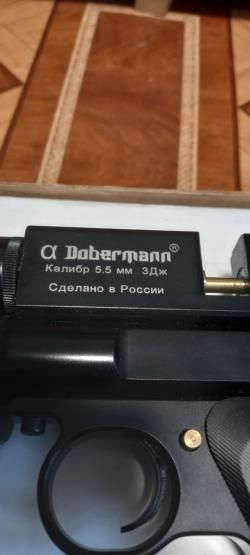 α Dobermann®
Калибр 5.5 мм 3Дж
Сделано в России